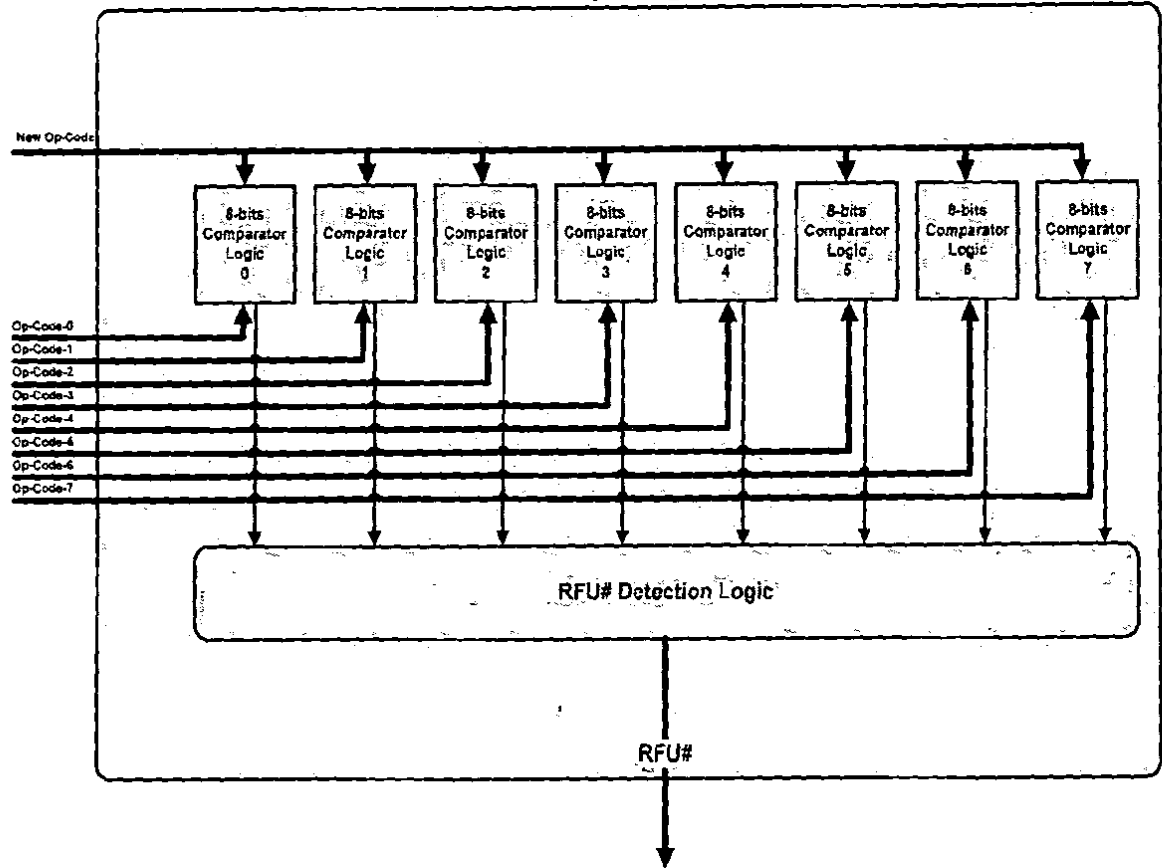 New Op-Code
8-bits
Comparator
Logic
0
8-bits
Comparator
Logic
1
8-bits
Comparator
Logic
2
8-bits
Comparator
Logic
3
8-bits
Comparator
Logic
4
8-bits
Comparator
Logic
5
8-bits
Comparator
Logic
6
8-bits
Comparator
Logic
7
Op-Code-0
Op-Code-1
Op-Code-2
Op-Code-3
Op-Code-4
Op-Code-5
Op-Code-6
Op-Code-7
RFU# Detection Logic
RFU#